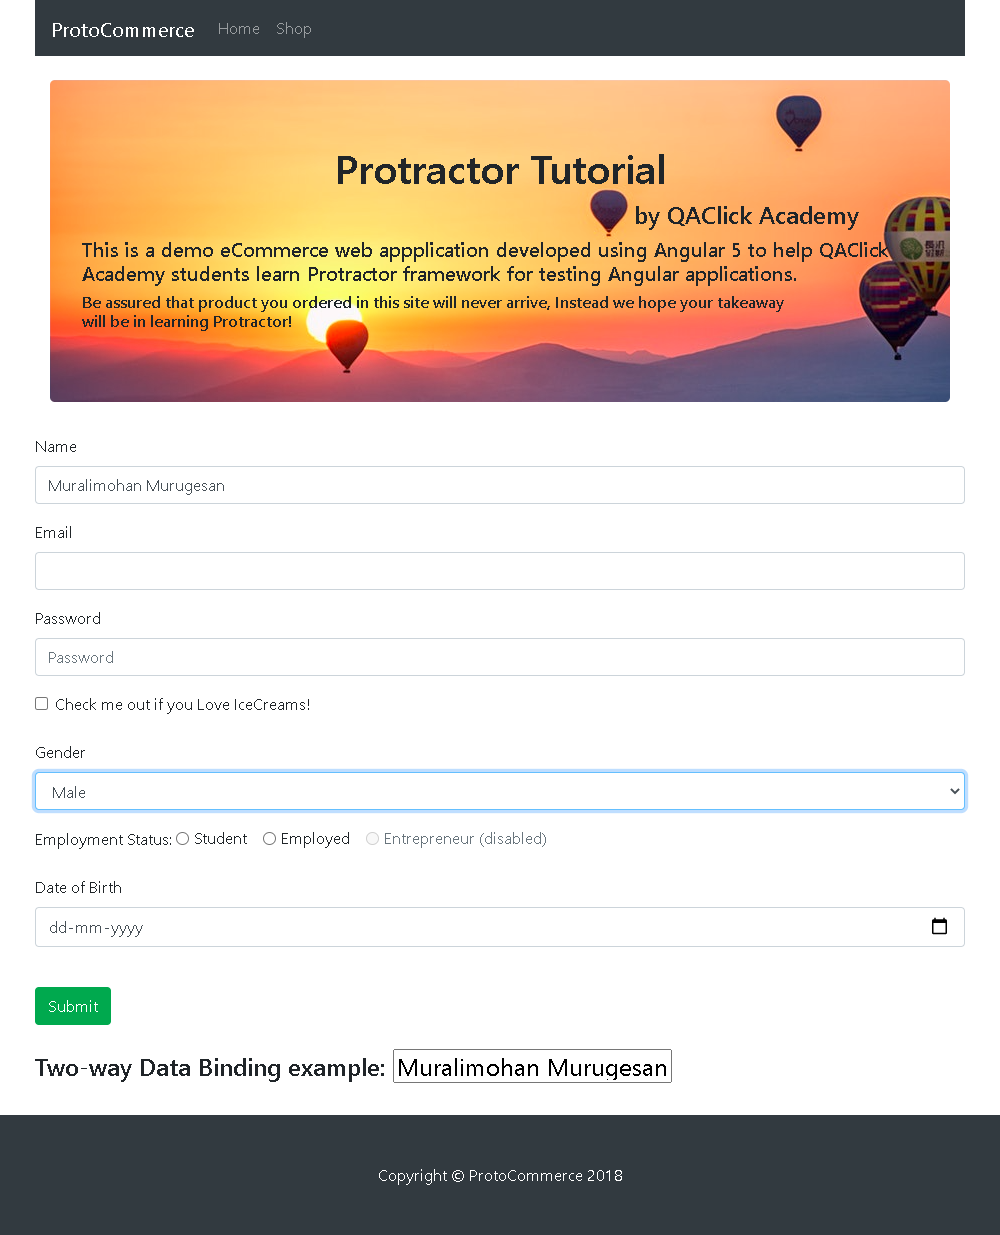 ProtoCommerce Home Shop
Protractor Tutorial
by QAClick Academy
This is a demo eCommerce web appplication developed using Angular 5 to help QAClick
Academy students learn Protractor framework for testing Angular applications.
Be assured that product you ordered in this site will never arrive, Instead we hope your takeaway
will be in learning Protractor!
Name
Muralimohan Murugesan
Email
Password
Password
Check me out if you Love IceCreams!
Gender
Male
Employment Status: Student Employed Entrepreneur (disabled)
Date of Birth
dd-mm-yyyy
Submit
Two-way Data Binding example: Muralimohan Murugesan
Copyright © ProtoCommerce 2018